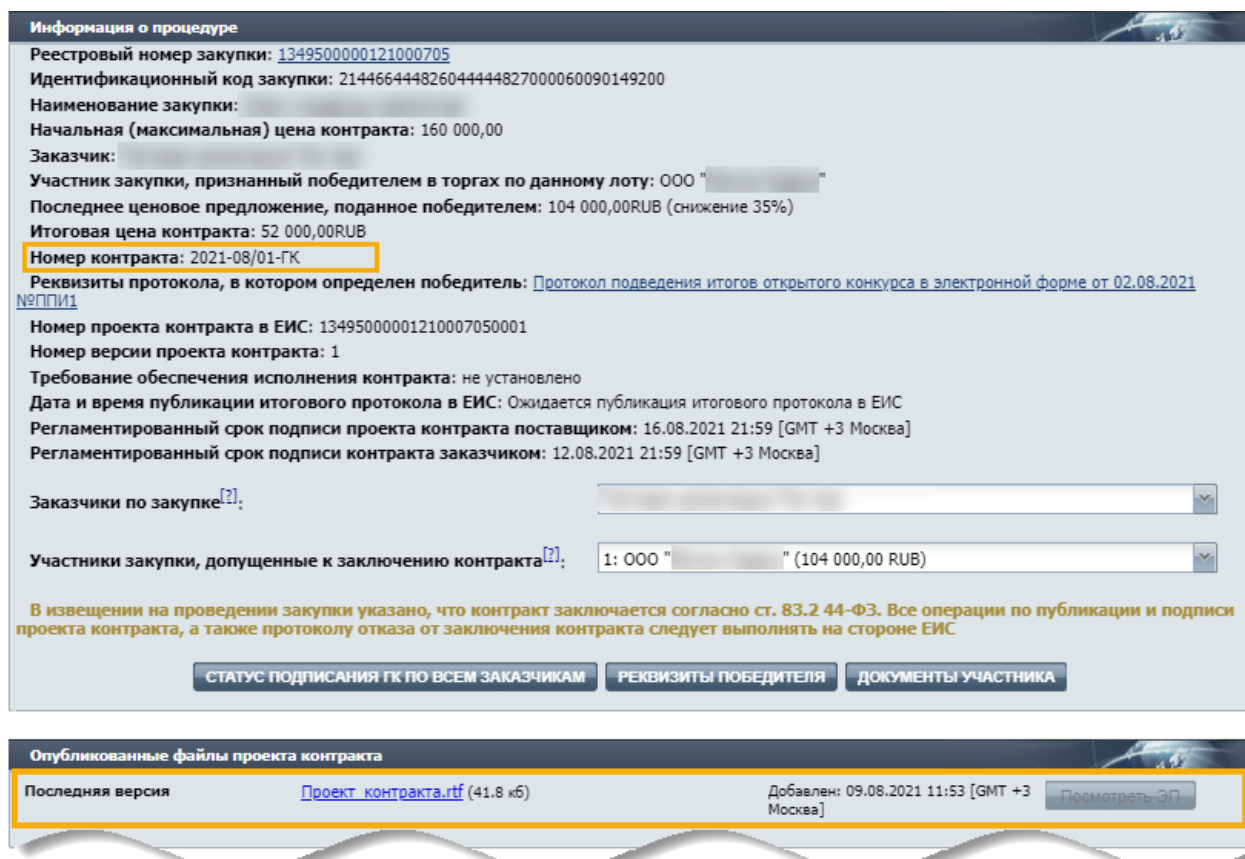 Информация о процедуре
Реестровый номер закупки: 1349500000121000705
Идентификационный код закупки: 214466444826044444827000060090149200
Наименование закупки:
Начальная (максимальная) цена контракта: 160 000,00
Заказчик:
Участник закупки, признанный победителем в торгах по данному лоту: ООО " "
Последнее ценовое предложение, поданное победителем: 104 000,00RUB (снижение 35%)
Итоговая цена контракта: 52 000,00RUB
Номер контракта: 2021-08/01-ГК
Реквизиты протокола, в котором определен победитель: Протокол подведения итогов открытого конкурса в электронной форме от 02.08.2021
№ППИ1
Номер проекта контракта в ЕИС: 13495000001210007050001
Номер версии проекта контракта: 1
Требование обеспечения исполнения контракта: не установлено
Дата и время публикации итогового протокола в ЕИС: Ожидается публикация итогового протокола в ЕИС
Регламентированный срок подписи проекта контракта поставщиком: 16.08.2021 21:59 [GMT +3 Москва]
Регламентированный срок подписи контракта заказчиком: 12.08.2021 21:59 [GMT +3 Москва]
Заказчики по закупке[?]:
Участники закупки, допущенные к заключению контракта[?]: 1: ООО " " (104 000,00 RUB)
В извещении на проведении закупки указано, что контракт заключается согласно ст. 83.2 44-ФЗ. Все операции по публикации и подписи
проекта контракта, а также протоколу отказа от заключения контракта следует выполнять на стороне ЕИС
СТАТУС ПОДПИСАНИЯ ГК ПО ВСЕМ ЗАКАЗЧИКАМ РЕКВИЗИТЫ ПОБЕДИТЕЛЯ ДОКУМЕНТЫ УЧАСТНИКА
Опубликованные файлы проекта контракта
Последняя версия Проект_контракта.rtf (41.8 кб) Добавлен: 09.08.2021 11:53 [GMT +3 Посмотреть ЭП
Москва]